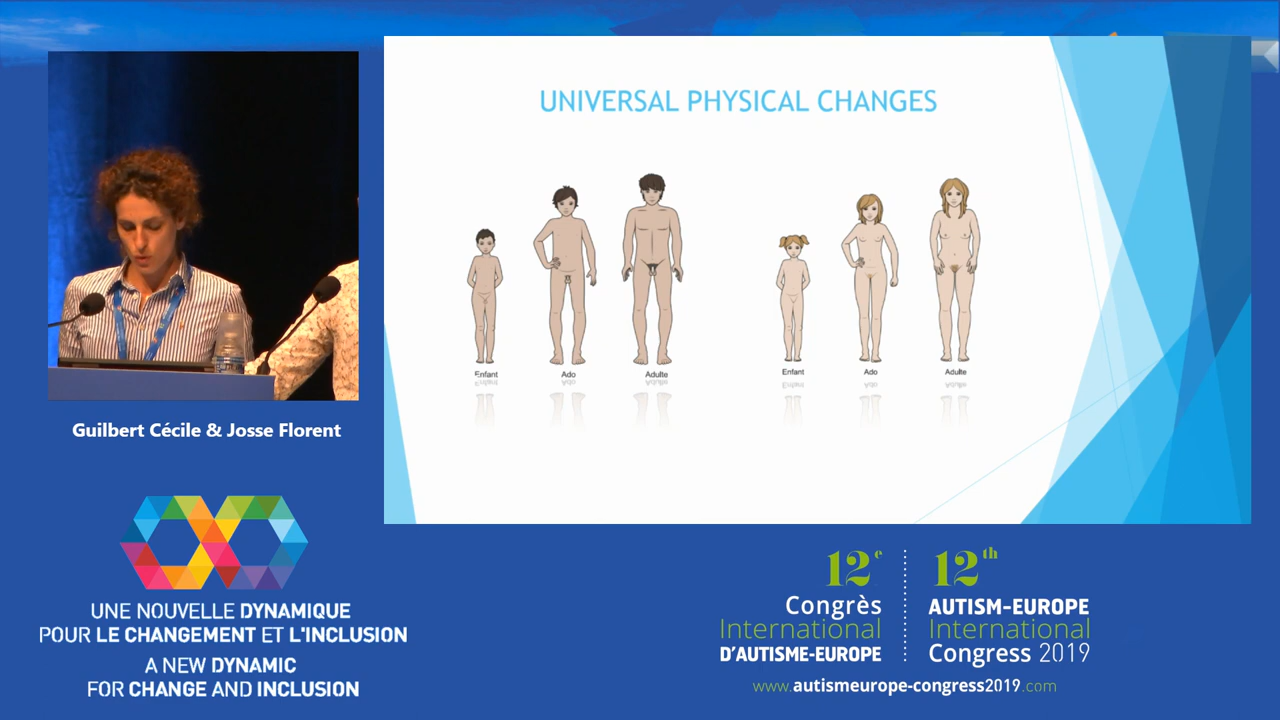 UNIVERSAL PHYSICAL CHANGES
Enfant
Ado
Adulte
Enfant
Ado
Adulte
Guilbert Cécile & Josse Florent
UNE NOUVELLE DYNAMIQUE
POUR LE CHANGEMENT ET L'INCLUSION
A NEW DYNAMIC
FOR CHANGE AND INCLUSION
12e
Congrès
International
D'AUTISME-EUROPE
12th
AUTISM-EUROPE
International
Congress 2019
www.autismeurope-congress2019.com